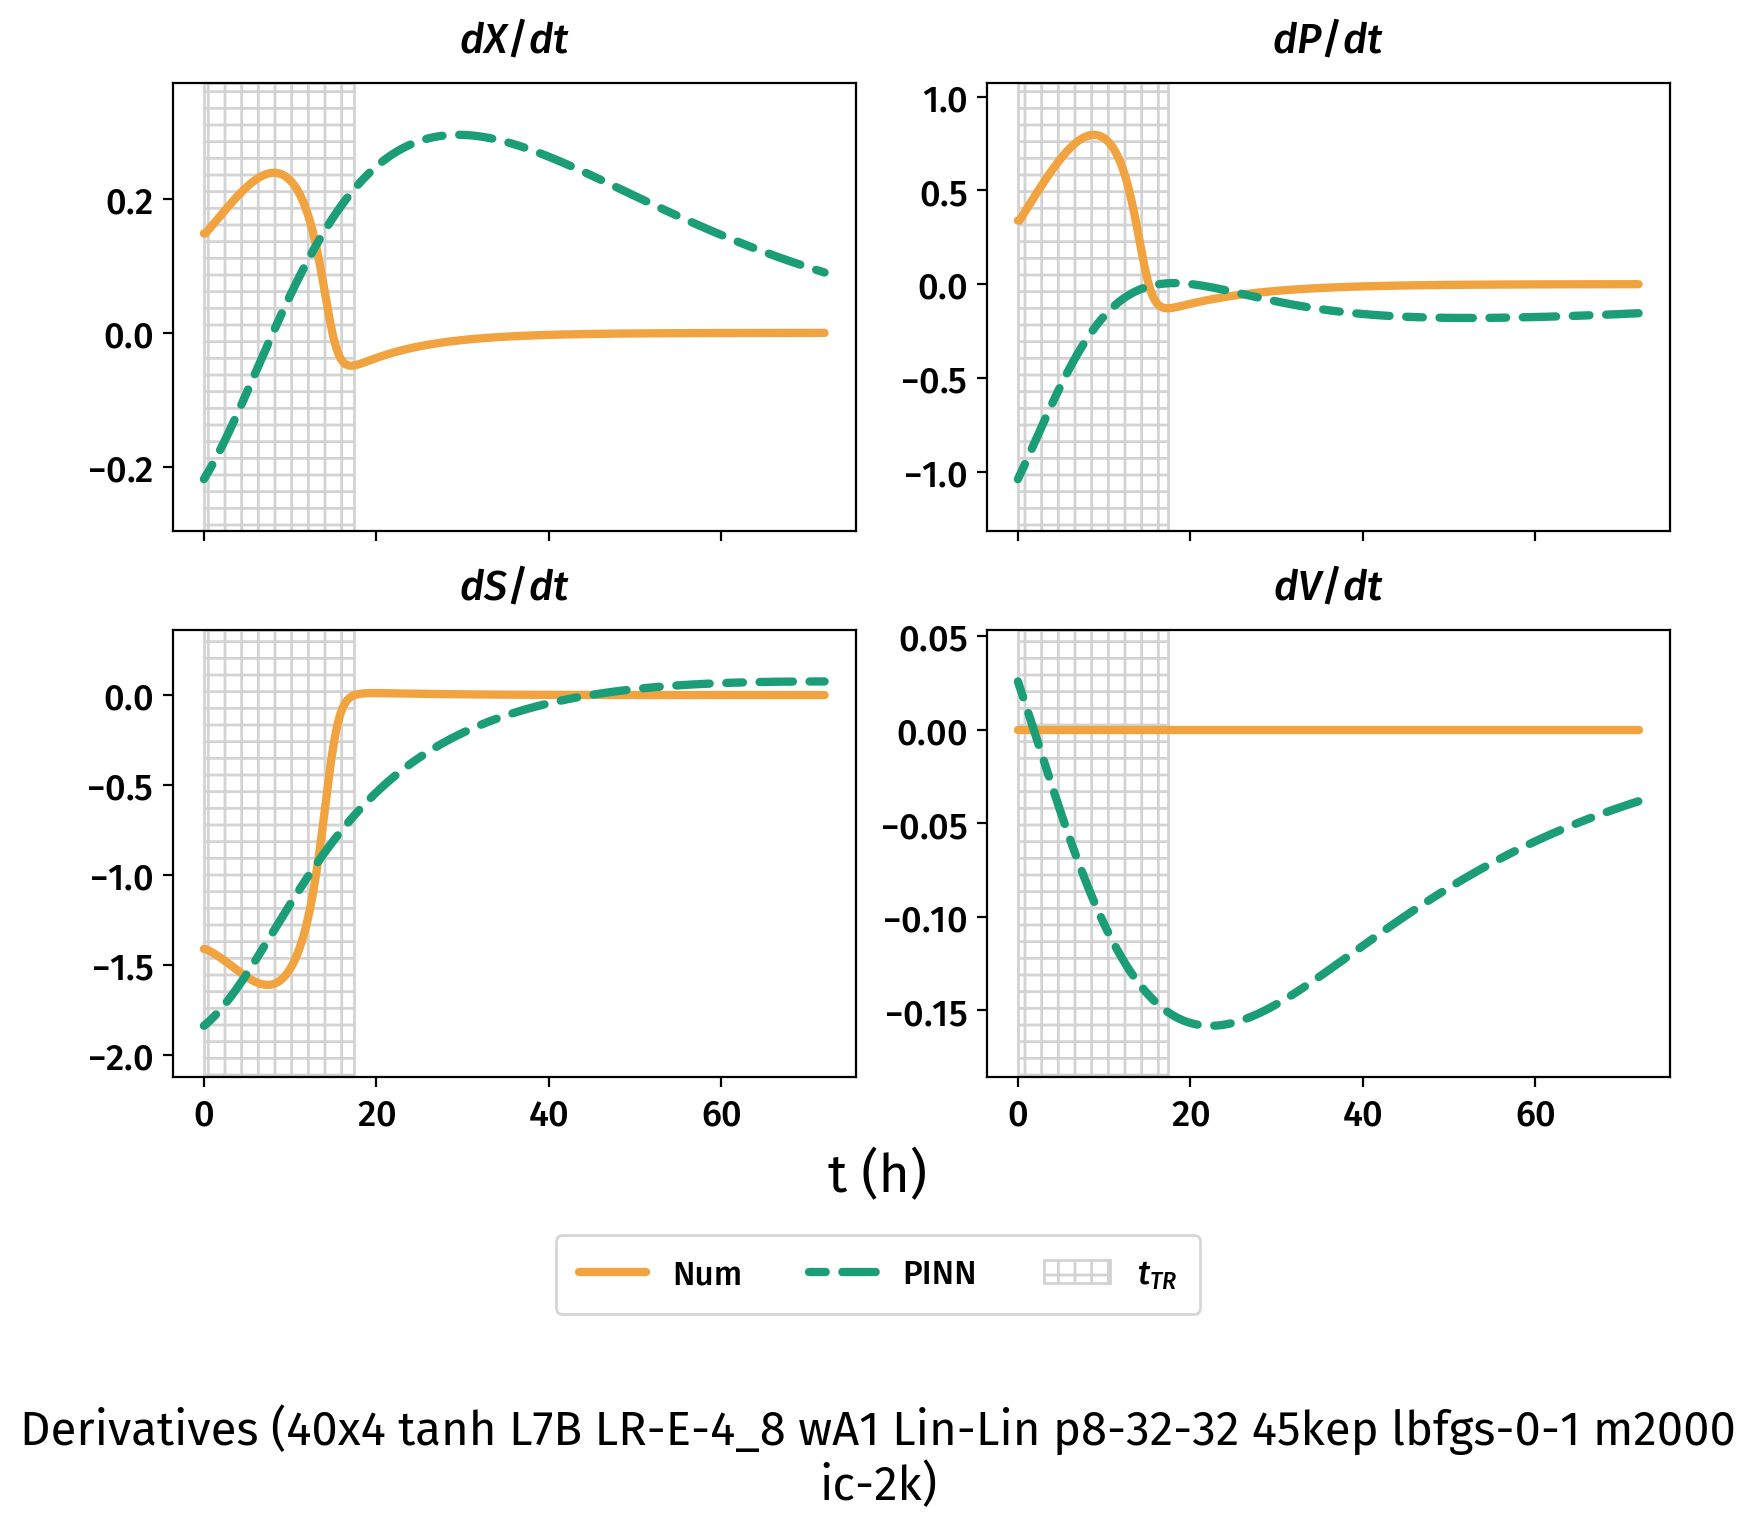 dX/dt
dP/dt
0.2
0.0
−0.2
1.0
0.5
0.0
−0.5
−1.0
dS/dt
dV/dt
0.0
−0.5
−1.0
−1.5
−2.0
0.05
0.00
−0.05
−0.10
−0.15
0 20 40 60
0 20 40 60
t (h)
Num PINN tTR
Derivatives (40x4 tanh L7B LR-E-4_8 wA1 Lin-Lin p8-32-32 45kep lbfgs-0-1 m2000
ic-2k)